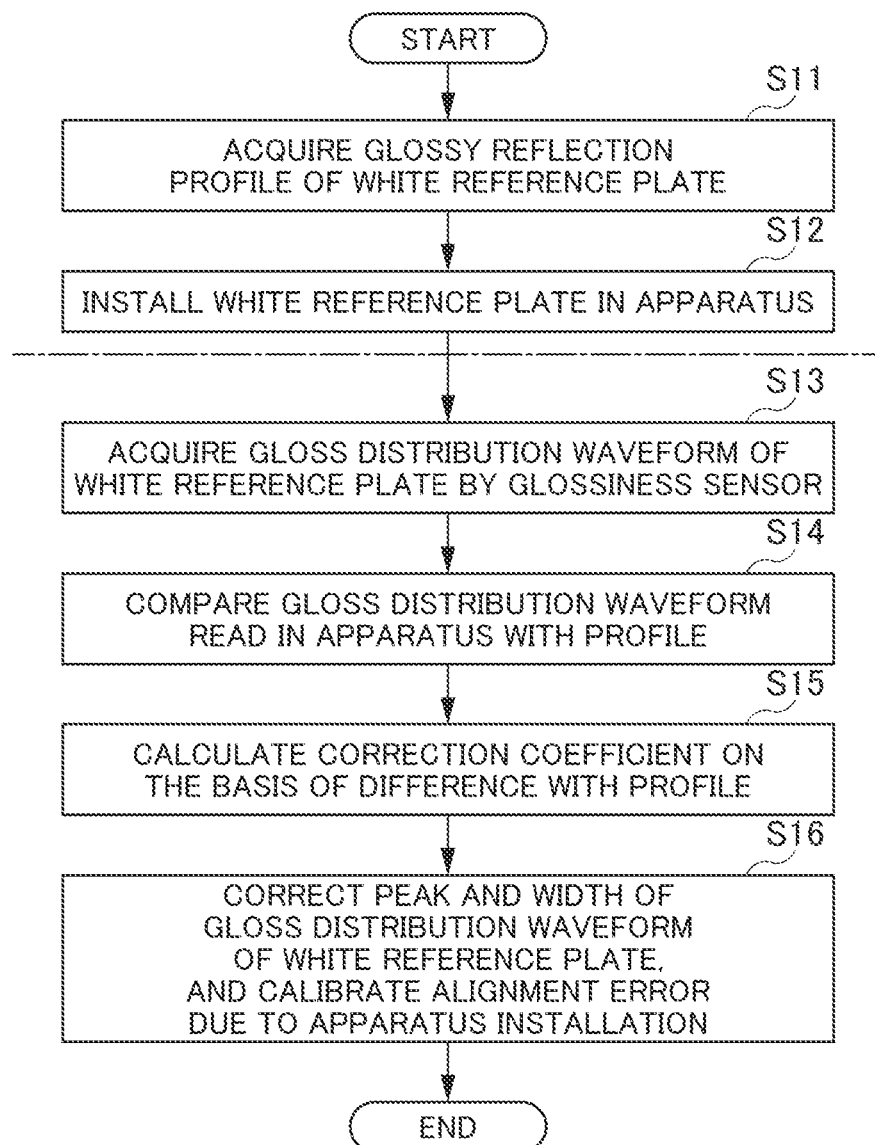 START
S11
ACQUIRE GLOSSY REFLECTION
PROFILE OF WHITE REFERENCE PLATE
S12
INSTALL WHITE REFERENCE PLATE IN APPARATUS
S13
ACQUIRE GLOSS DISTRIBUTION WAVEFORM OF
WHITE REFERENCE PLATE BY GLOSSINESS SENSOR
S14
COMPARE GLOSS DISTRIBUTION WAVEFORM
READ IN APPARATUS WITH PROFILE
S15
CALCULATE CORRECTION COEFFICIENT ON
THE BASIS OF DIFFERENCE WITH PROFILE
S16
CORRECT PEAK AND WIDTH OF
GLOSS DISTRIBUTION WAVEFORM
OF WHITE REFERENCE PLATE,
AND CALIBRATE ALIGNMENT ERROR
DUE TO APPARATUS INSTALLATION
END